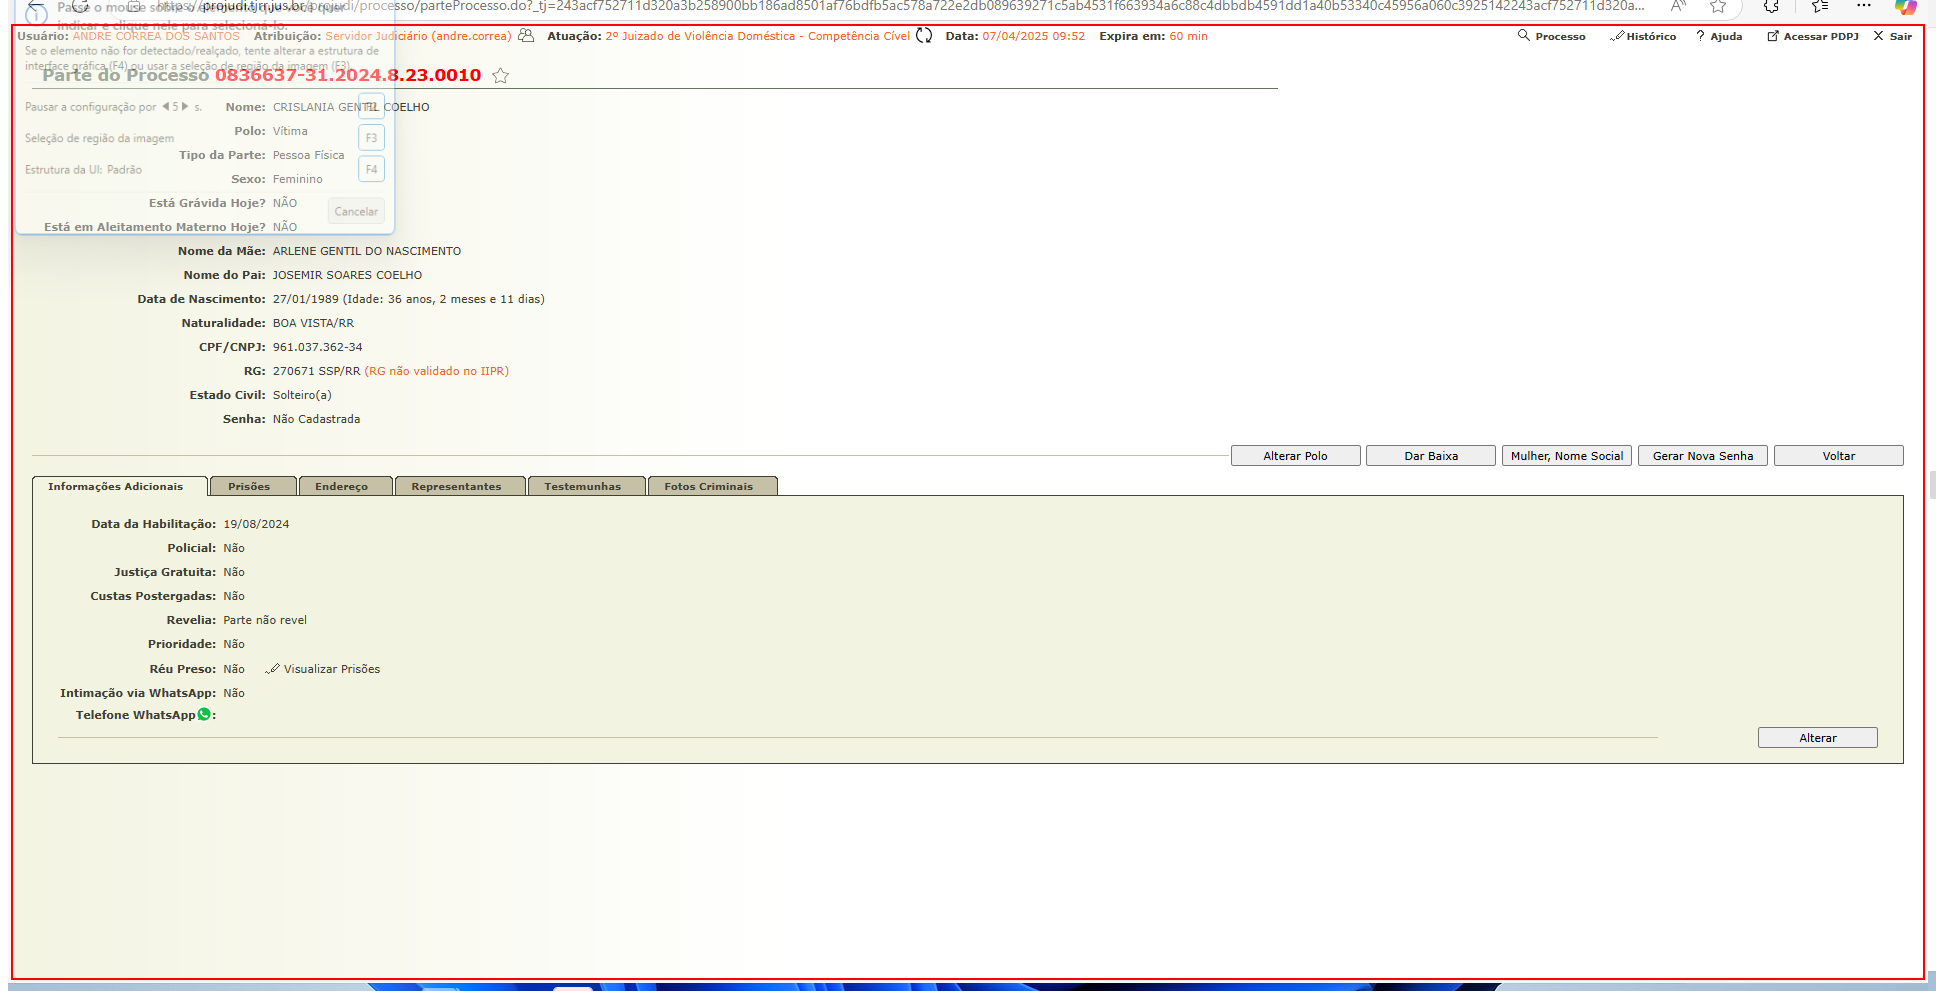 https://projudi.tjrr.jus.br/projudi/processo/parteProcesso.do?_tj=243acf752711d320a3b258900bb186ad8501af76bdfb5ac578a722e2db089639271c5ab4531f663934a6c88c4dbbdb4591dd1a40b53340c45956a060c3925142243acf752711d320a...
Passe o mouse sobre o elemento que você quer
indicar e clique nele para selecioná-lo.
Usuário: ANDRE CORREA DOS SANTOS Atribuição: Servidor Judiciário (andre.correa) Atuação: 2º Juizado de Violência Doméstica - Competência Cível Data: 07/04/2025 09:52 Expira em: 60 min Processo Histórico ? Ajuda Acessar PDPJ X Sair
Se o elemento não for detectado/realçado, tente alterar a estrutura de
interface gráfica (F4) ou usar a seleção de região da imagem (F3).
Parte do Processo 0836637-31.2024.8.23.0010
Pausar a configuração por 5 s. F2
Nome: CRISLANIA GENTIL COELHO
Polo: Vítima
Seleção de região da imagem F3
Tipo da Parte: Pessoa Física
Estrutura da UI: Padrão F4
Sexo: Feminino
Está Grávida Hoje? NÃO
Cancelar
Está em Aleitamento Materno Hoje? NÃO
Nome da Mãe: ARLENE GENTIL DO NASCIMENTO
Nome do Pai: JOSEMIR SOARES COELHO
Data de Nascimento: 27/01/1989 (Idade: 36 anos, 2 meses e 11 dias)
Naturalidade: BOA VISTA/RR
CPF/CNPJ: 961.037.362-34
RG: 270671 SSP/RR (RG não validado no IIPR)
Estado Civil: Solteiro(a)
Senha: Não Cadastrada
Alterar Polo Dar Baixa Mulher, Nome Social Gerar Nova Senha Voltar
Informações Adicionais Prisões Endereço Representantes Testemunhas Fotos Criminais
Data da Habilitação: 19/08/2024
Policial: Não
Justiça Gratuita: Não
Custas Postergadas: Não
Revelia: Parte não revel
Prioridade: Não
Réu Preso: Não Visualizar Prisões
Intimação via WhatsApp: Não
Telefone WhatsApp:
Alterar